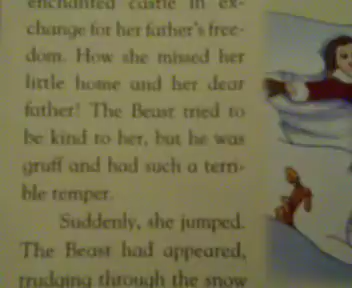 enchanted castle in ex-
change for her father's free-
dom. How she missed her
little home and her dear
father! The Beast tried to
be kind to her, but he was
gruff and had such a terri-
ble temper.
Suddenly, she jumped.
The Beast had appeared,
trudging through the snow